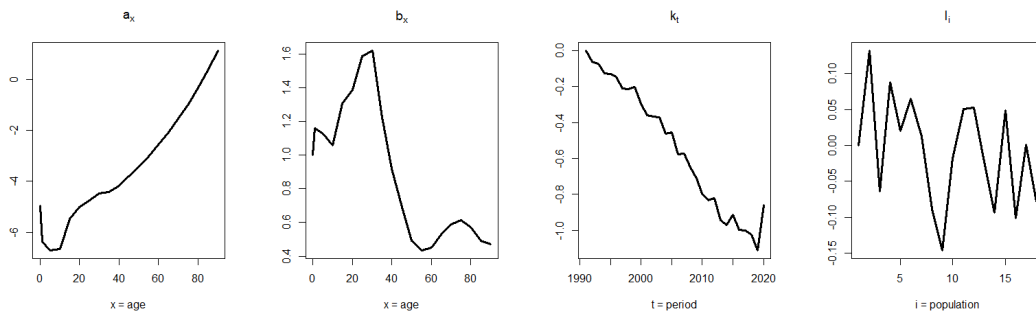 aₓ
bₓ
kₜ
Iᵢ
0
-2
-4
-6
0 20 40 60 80
x = age
1.6
1.4
1.2
1.0
0.8
0.6
0.4
0 20 40 60 80
x = age
0.0
-0.2
-0.4
-0.6
-0.8
-1.0
1990 2000 2010 2020
t = period
0.10
0.05
0.00
-0.05
-0.10
-0.15
5 10 15
i = population